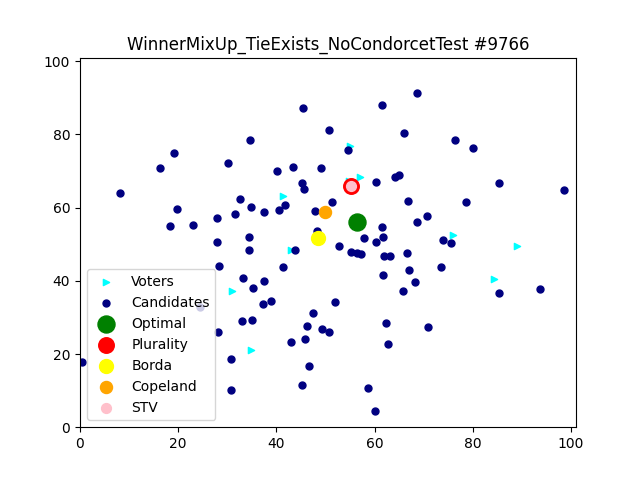 WinnerMixUp_TieExists_NoCondorcetTest #9766
100
80
60
40
20
0
Voters
Candidates
Optimal
Plurality
Borda
Copeland
STV
0 20 40 60 80 100